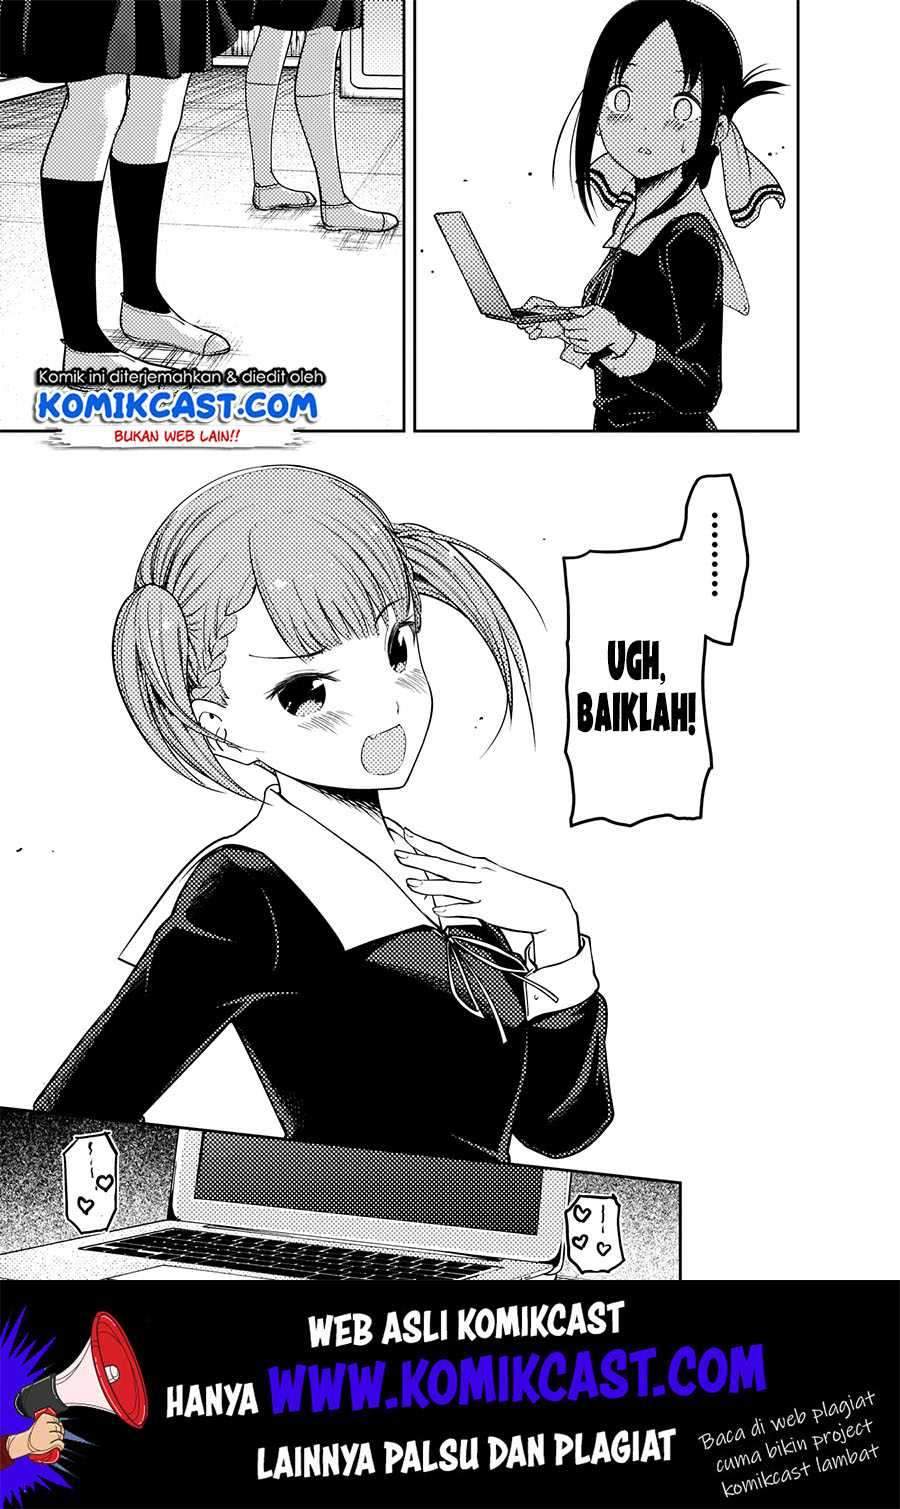 Komik ini diterjemahkan & diedit oleh
KOMIKCAST.COM
BUKAN WEB LAIN!!
.........
UGH,
BAIKLAH!
WEB ASLI KOMIKCAST
HANYA WWW.KOMIKCAST.COM
LAINNYA PALSU DAN PLAGIAT
Baca di web plagiat
cuma bikin project
komikcast lambat